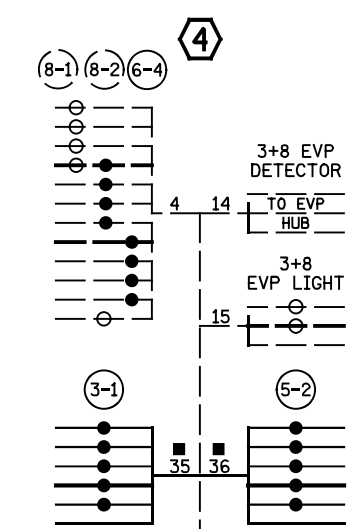 4
8-1 8-2 6-4
3+8 EVP
DETECTOR
4 14 TO EVP
HUB
3+8
EVP LIGHT
15
3-1 5-2
35 36